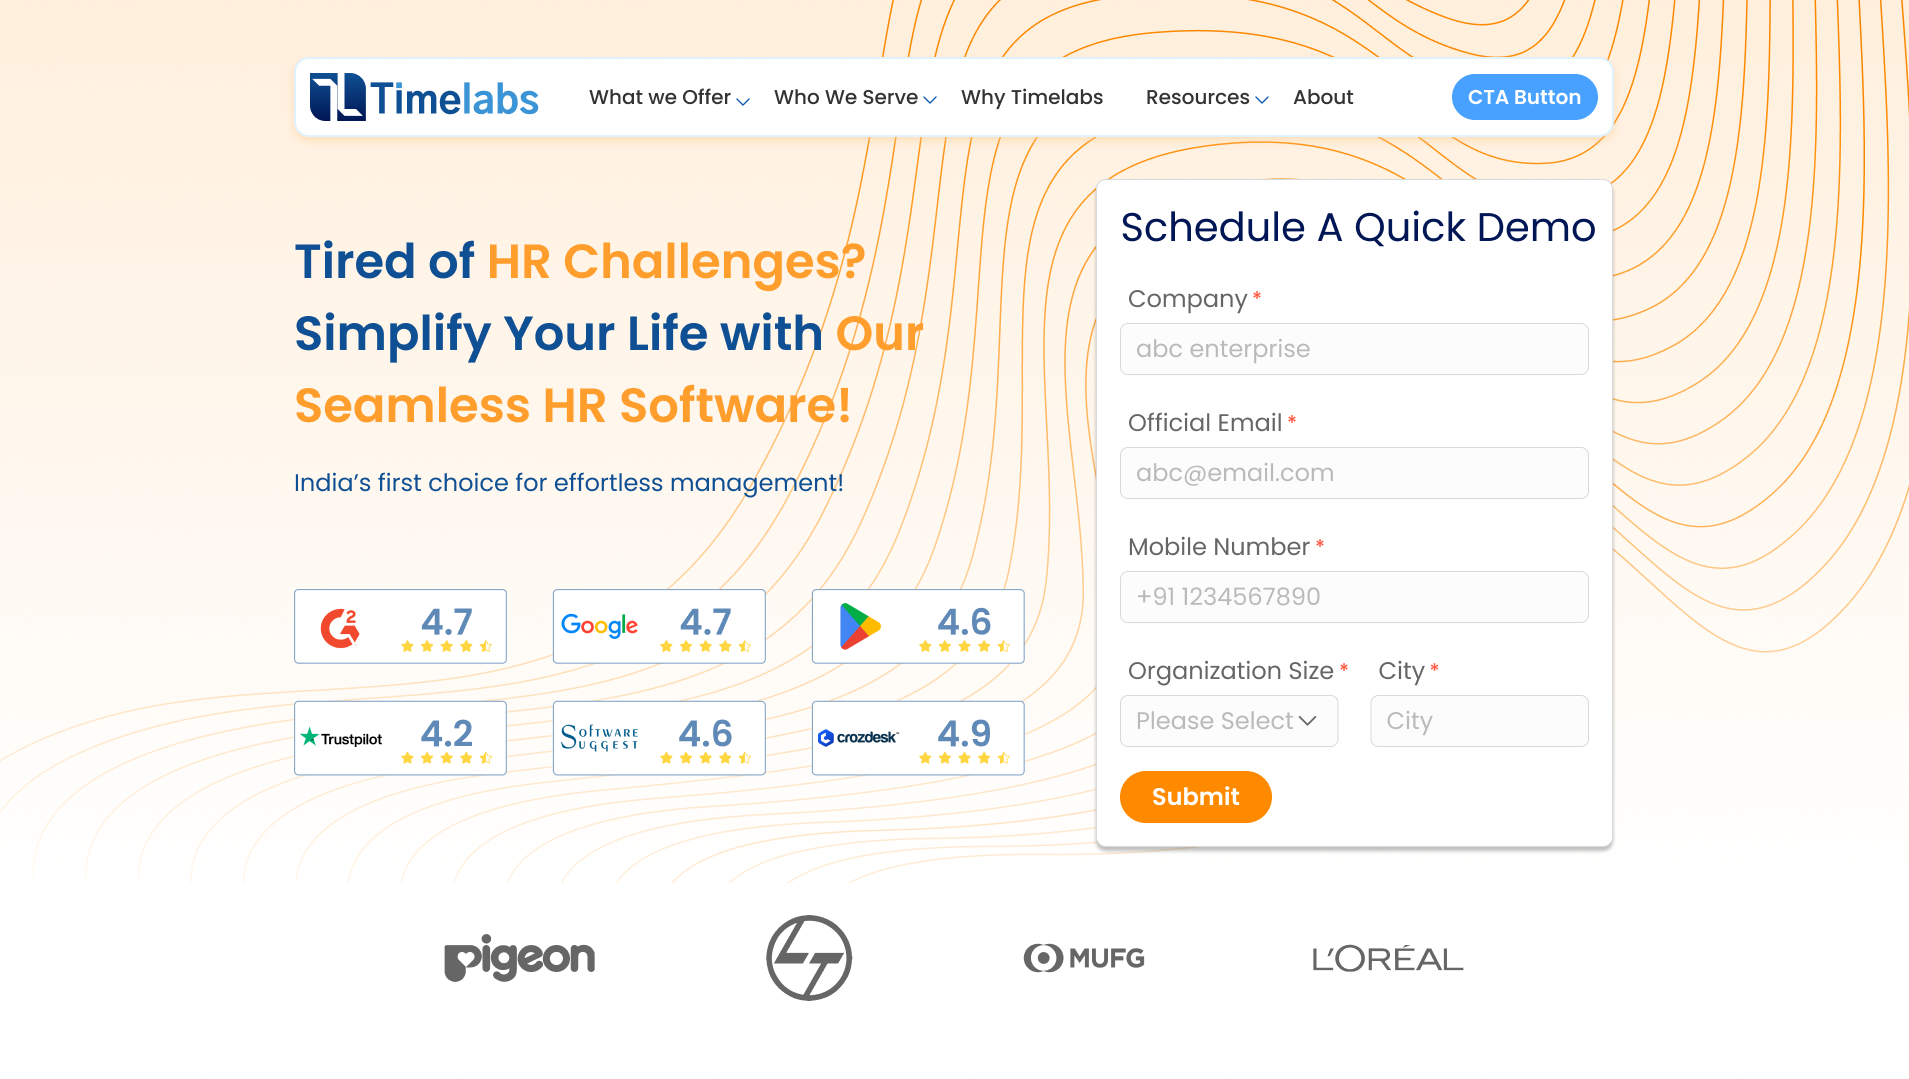 Timelabs
What we Offer
Who We Serve
Why Timelabs
Resources
About
CTA Button
Tired of HR Challenges?
Simplify Your Life with Our
Seamless HR Software!
India’s first choice for effortless management!
G2
4.7
Google
4.7
4.6
Trustpilot
4.2
Software
Suggest
4.6
crozdesk™
4.9
Schedule A Quick Demo
Company *
abc enterprise
Official Email *
abc@email.com
Mobile Number *
+91 1234567890
Organization Size *
Please Select
City *
City
Submit
pigeon
LT
MUFG
L’ORÉAL